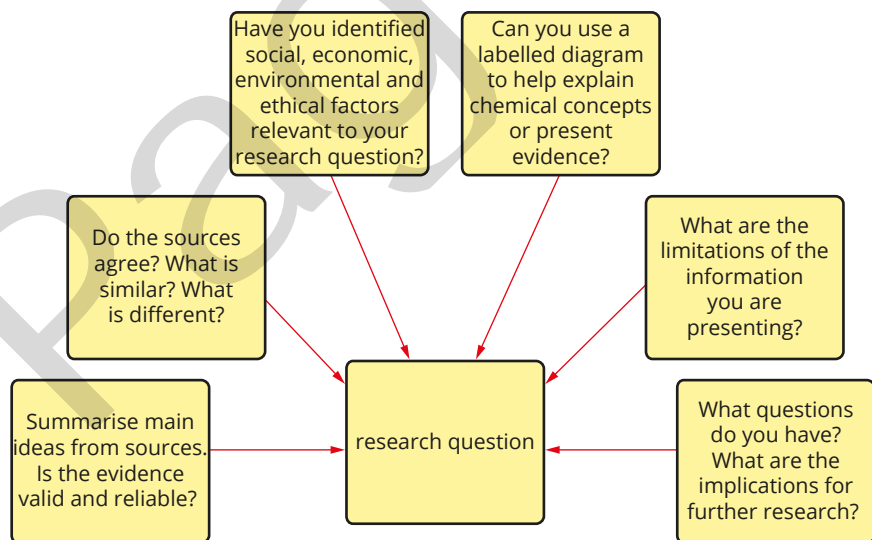 Have you identified
social, economic,
environmental and
ethical factors
relevant to your
research question?
Can you use a
labelled diagram
to help explain
chemical concepts
or present
evidence?
Do the sources
agree? What is
similar? What
is different?
What are the
limitations of the
information
you are
presenting?
Summarise main
ideas from sources.
Is the evidence
valid and reliable?
research question
What questions
do you have?
What are the
implications for
further research?
Pag